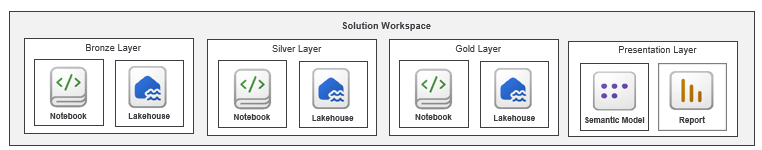 Solution Workspace
Bronze Layer
Silver Layer
Gold Layer
Presentation Layer
Notebook
Lakehouse
Notebook
Lakehouse
Notebook
Lakehouse
Semantic Model
Report